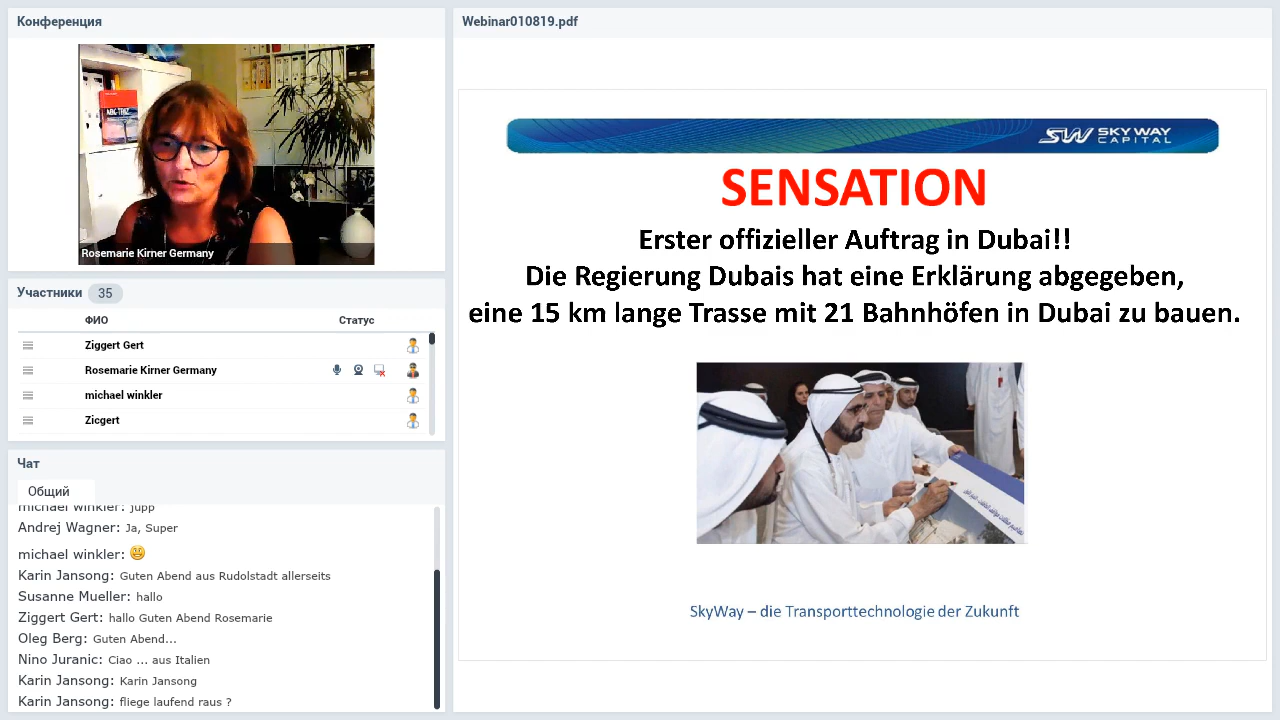 Конференция
Rosemarie Kirner Germany
Участники 35
ФИО Статус
Ziggert Gert
Rosemarie Kirner Germany
michael winkler
Zicgert
Чат
Общий
michael winkler: jupp
Andrej Wagner: Ja, Super
michael winkler:
Karin Jansong: Guten Abend aus Rudolstadt allerseits
Susanne Mueller: hallo
Ziggert Gert: hallo Guten Abend Rosemarie
Oleg Berg: Guten Abend...
Nino Juranic: Ciao ... aus Italien
Karin Jansong: Karin Jansong
Karin Jansong: fliege laufend raus ?
Webinar010819.pdf
SW SKY WAY
CAPITAL
SENSATION
Erster offizieller Auftrag in Dubai!!
Die Regierung Dubais hat eine Erklärung abgegeben,
eine 15 km lange Trasse mit 21 Bahnhöfen in Dubai zu bauen.
SkyWay – die Transporttechnologie der Zukunft